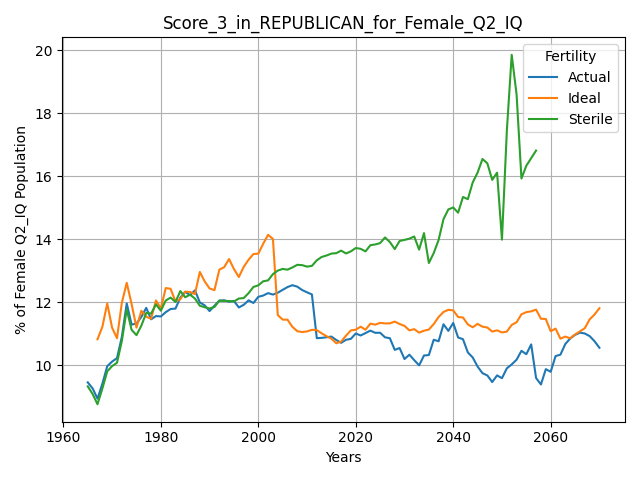 Score_3_in_REPUBLICAN_for_Female_Q2_IQ
Fertility
Actual
Ideal
Sterile
% of Female Q2_IQ Population
20
18
16
14
12
10
1960
1980
2000
2020
2040
2060
Years